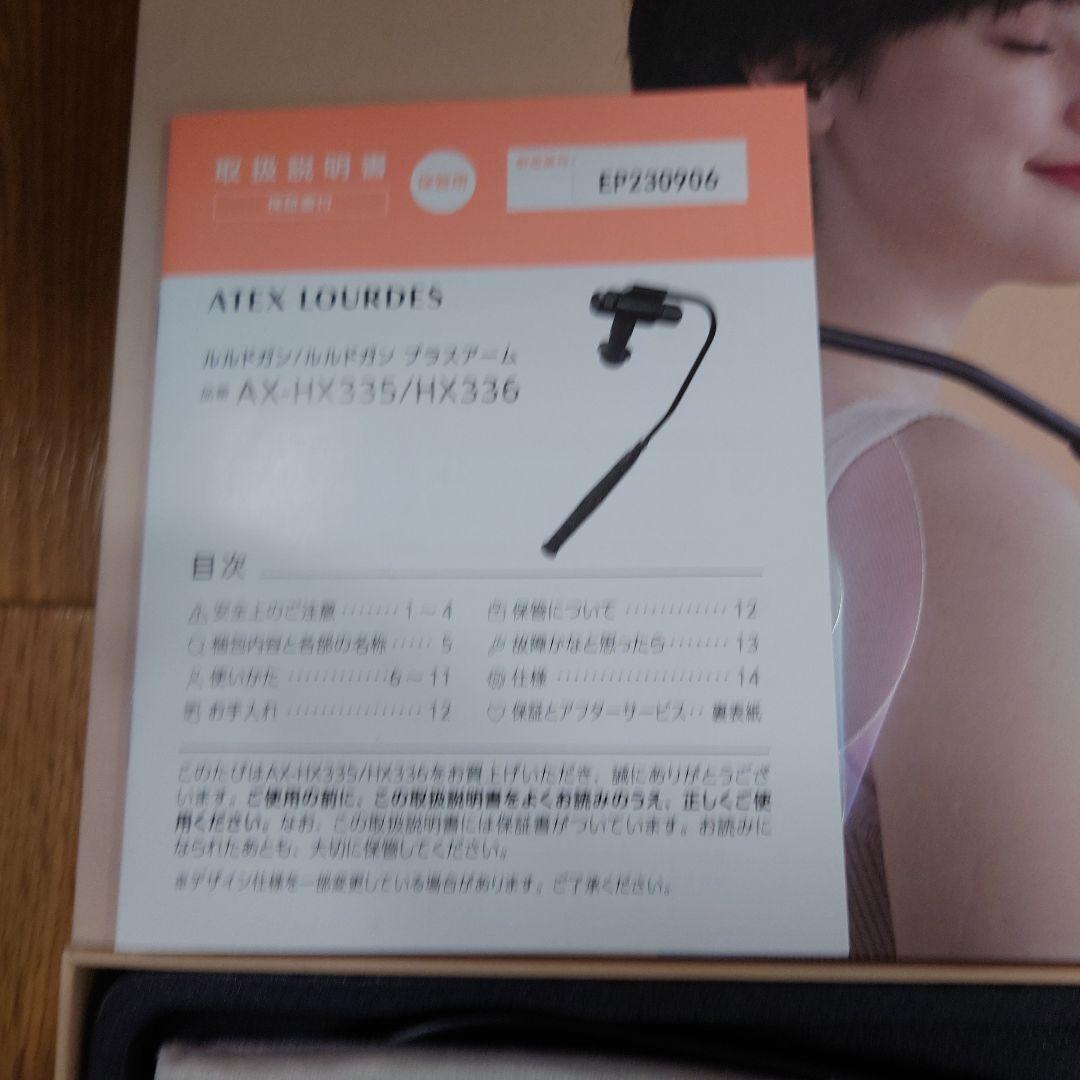 取扱説明書
保証書付
保管用
製造番号
EP230906
ATEX LOURDES
ルルドガン/ルルドガン プラスアーム
品番 AX-HX335/HX336
目次
安全上のご注意 ········ 1〜4
梱包内容と各部の名称 ······ 5
使いかた ············ 6〜11
お手入れ ················· 12
保管について ············· 12
故障かなと思ったら ······· 13
仕様 ····················· 14
保証とアフターサービス ·· 裏表紙
このたびはAX-HX335/HX336をお買上げいただき、誠にありがとうござ
います。ご使用の前に、この取扱説明書をよくお読みのうえ、正しくご使
用ください。なお、この取扱説明書には保証書がついています。お読みに
なられたあとも、大切に保管してください。
※デザイン仕様を一部変更している場合があります。ご了承ください。